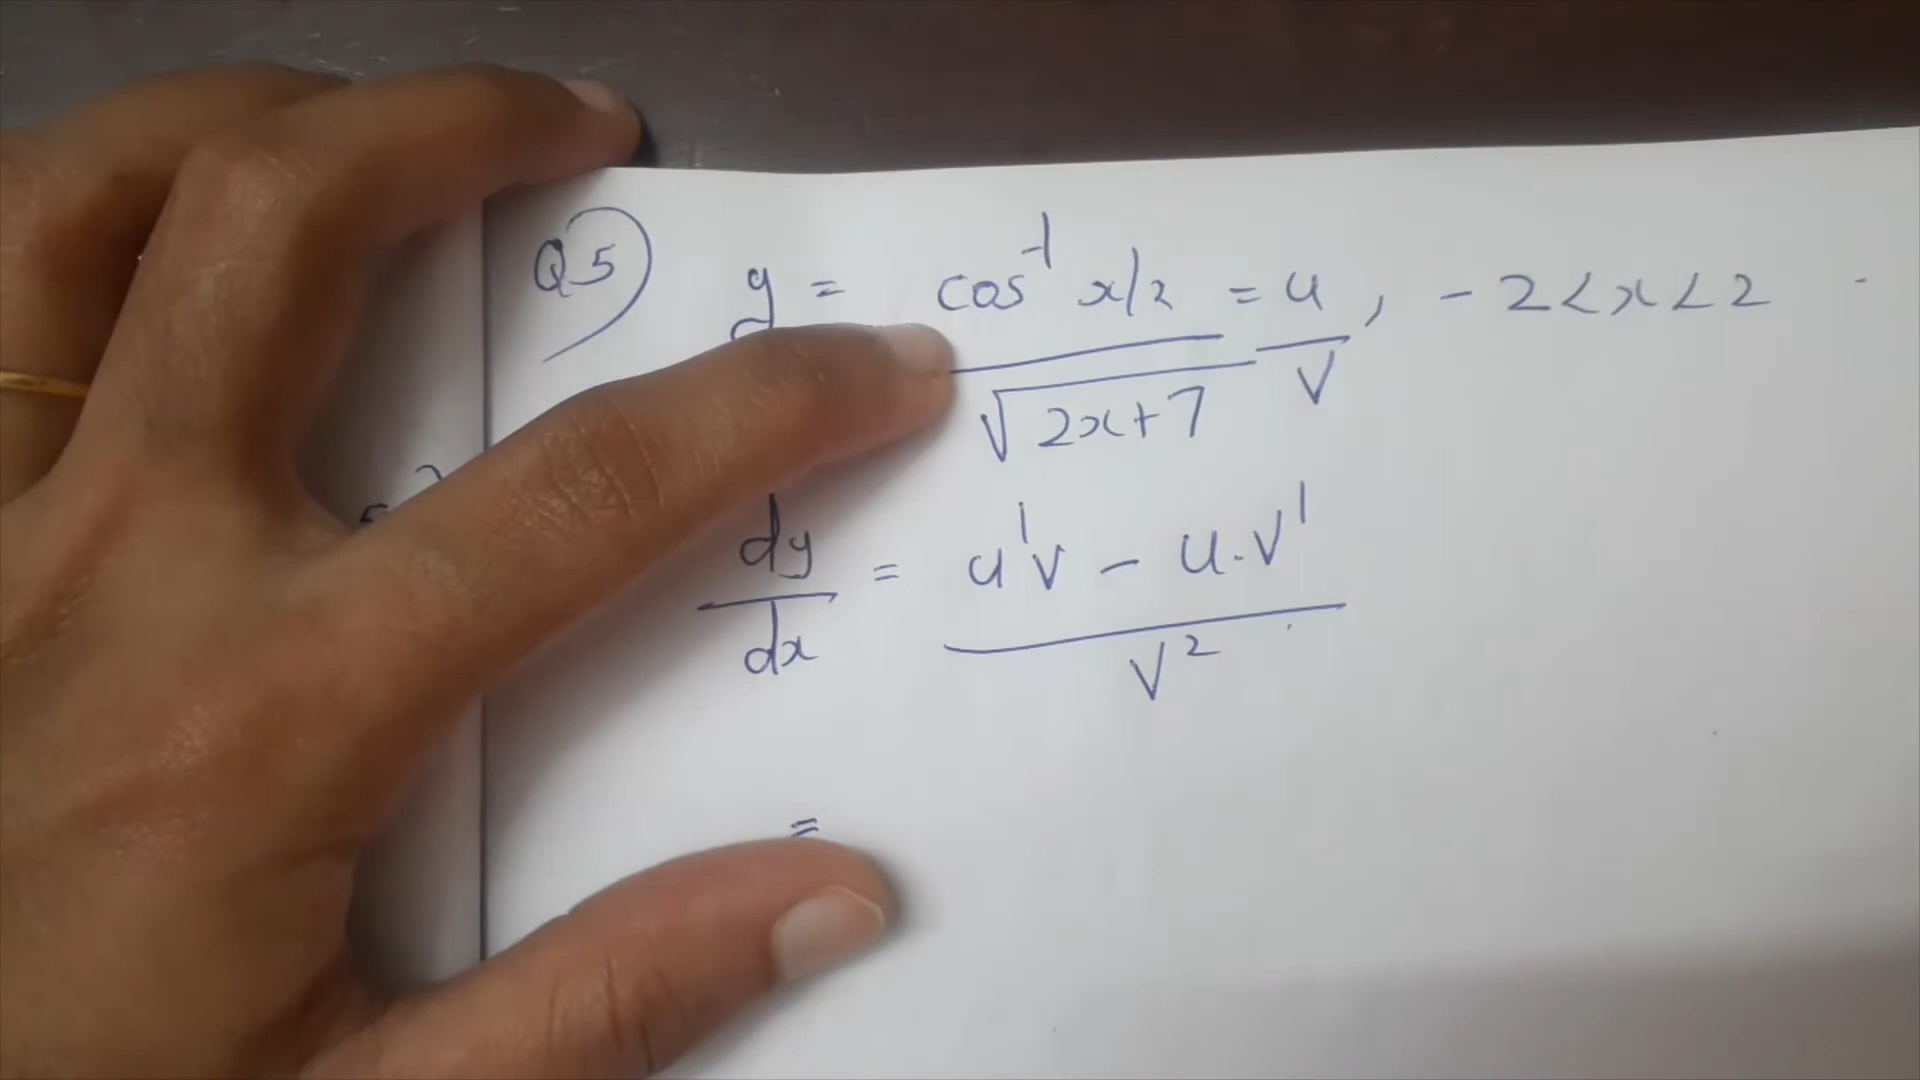 Q5) y = cos⁻¹ x/2 / √2x+7 = u/v , -2<x<2
dy/dx = u'v - u.v' / v²
=